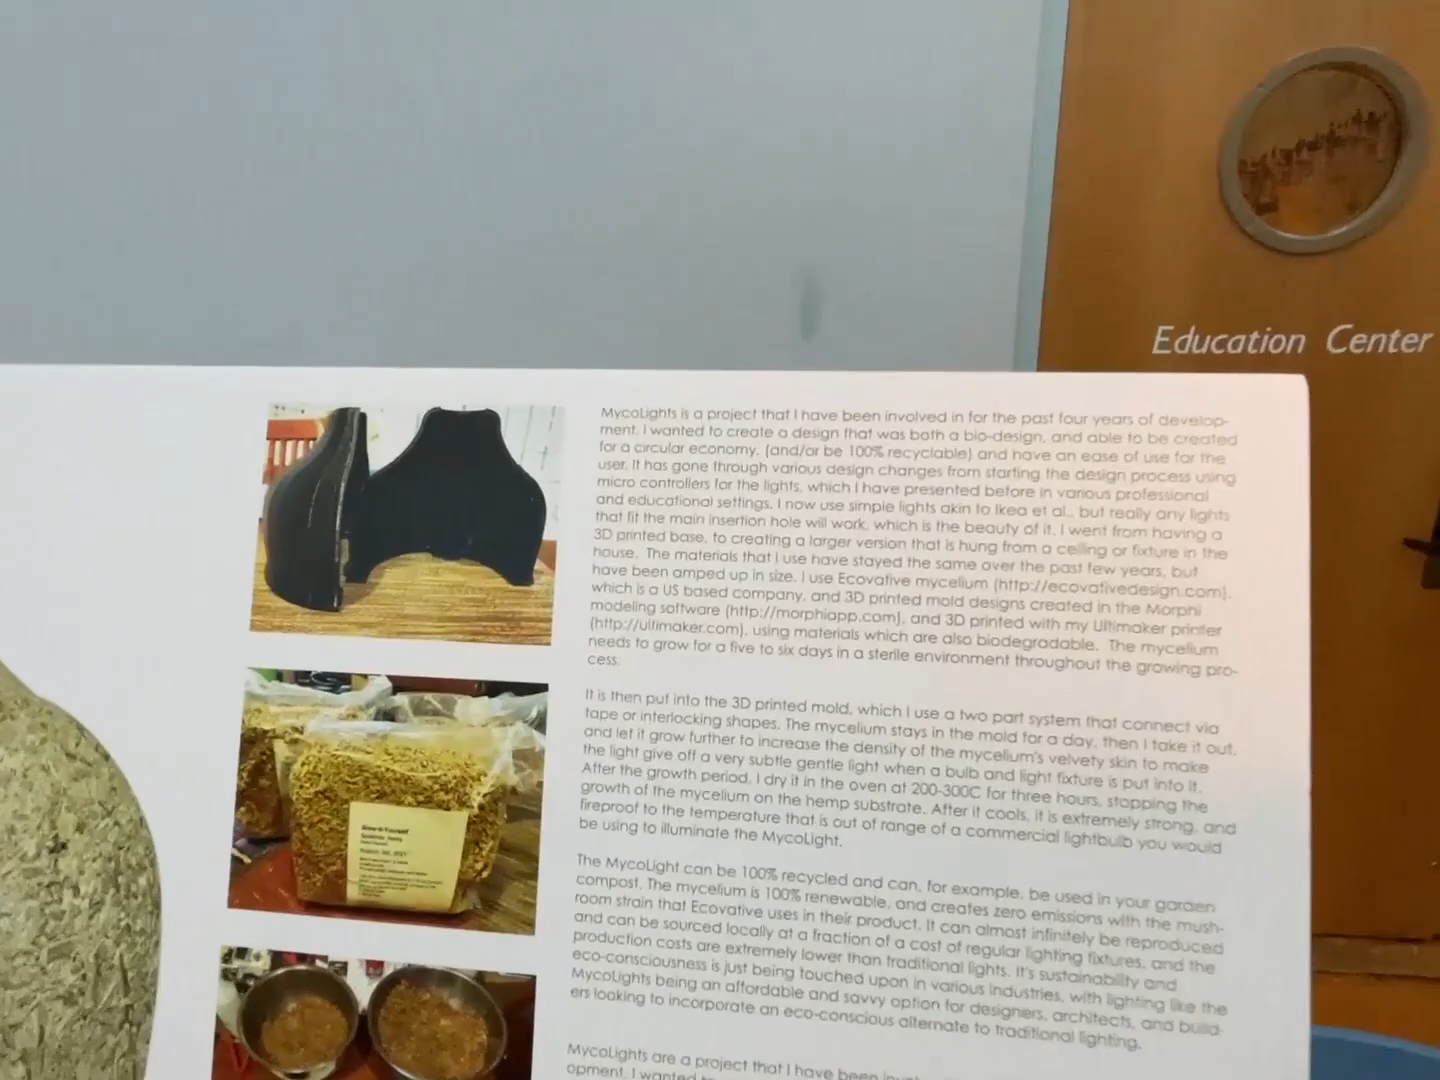 Education Center
MycoLights is a project that I have been involved in for the past four years of develop-
ment. I wanted to create a design that was both a bio-design, and able to be created
for a circular economy, (and/or be 100% recyclable) and have an ease of use for the
user. It has gone through various design changes from starting the design process using
micro controllers for the lights, which I have presented before in various professional
and educational settings. I now use simple lights akin to Ikea et al., but really any lights
that fit the main insertion hole will work, which is the beauty of it. I went from having a
3D printed base, to creating a larger version that is hung from a ceiling or fixture in the
house. The materials that I use have stayed the same over the past few years, but
have been amped up in size. I use Ecovative mycelium (http://ecovativedesign.com),
which is a US based company, and 3D printed mold designs created in the Morphi
modeling software (http://morphiapp.com), and 3D printed with my Ultimaker printer
(http://ultimaker.com), using materials which are also biodegradable. The mycelium
needs to grow for a five to six days in a sterile environment throughout the growing pro-
cess.
It is then put into the 3D printed mold, which I use a two part system that connect via
tape or interlocking shapes. The mycelium stays in the mold for a day, then I take it out,
and let it grow further to increase the density of the mycelium's velvety skin to make
the light give off a very subtle gentle light when a bulb and light fixture is put into it.
After the growth period, I dry it in the oven at 200-300C for three hours, stopping the
growth of the mycelium on the hemp substrate. After it cools, it is extremely strong, and
fireproof to the temperature that is out of range of a commercial lightbulb you would
be using to illuminate the MycoLight.
The MycoLight can be 100% recycled and can, for example, be used in your garden
compost. The mycelium is 100% renewable, and creates zero emissions with the mush-
room strain that Ecovative uses in their product. It can almost infinitely be reproduced
and can be sourced locally at a fraction of a cost of regular lighting fixtures, and the
production costs are extremely lower than traditional lights. It's sustainability and
eco-consciousness is just being touched upon in various industries, with lighting like the
MycoLights being an affordable and savvy option for designers, architects, and build-
ers looking to incorporate an eco-conscious alternate to traditional lighting.
MycoLights are a project that I have been
opment. I wanted
Grow-It-Yourself